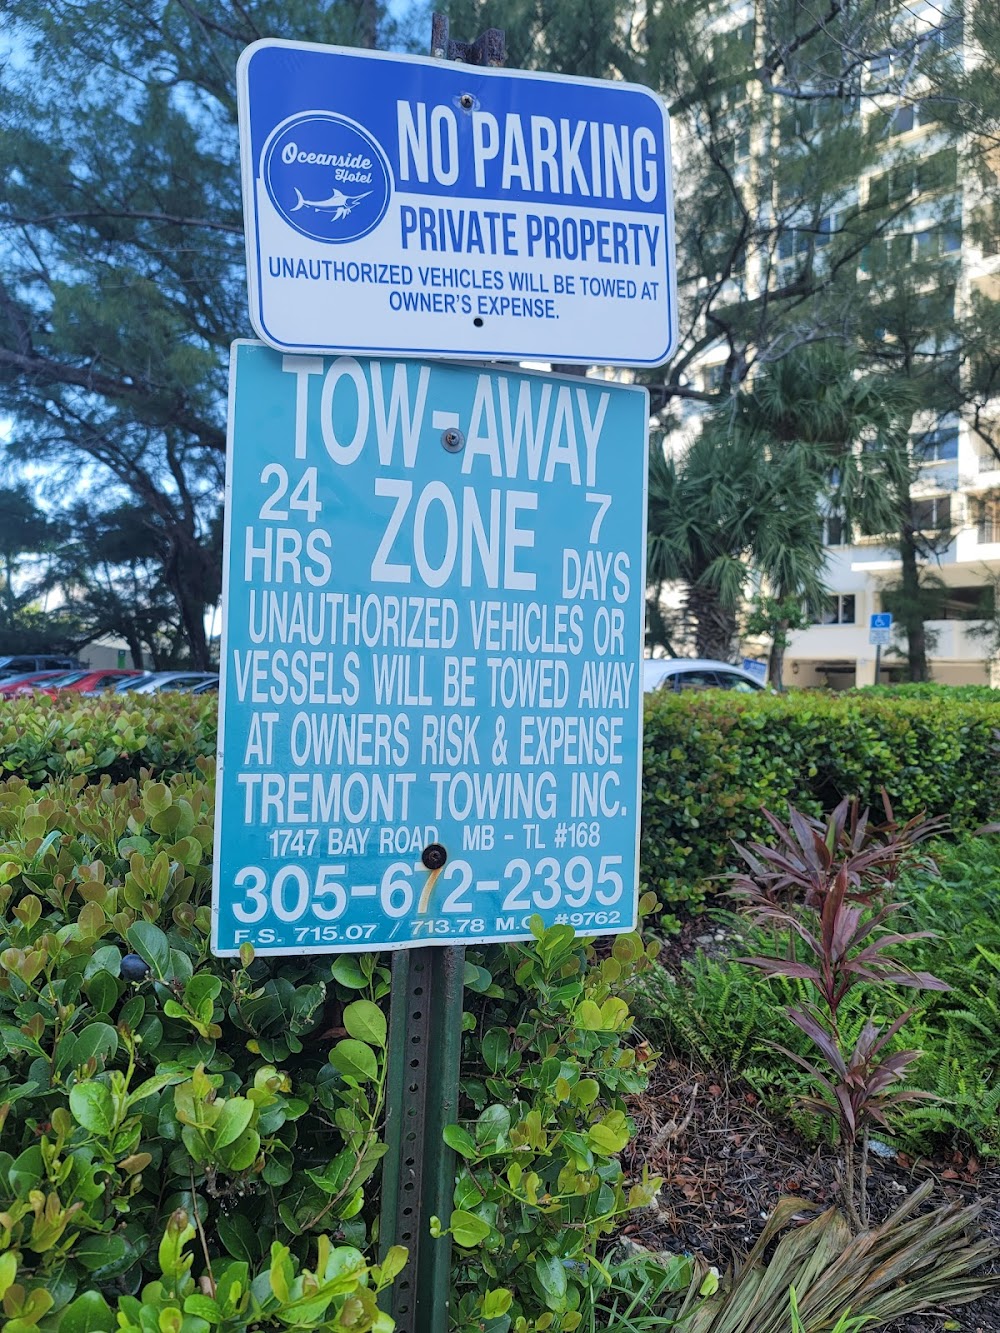 Oceanside
Hotel
NO PARKING
PRIVATE PROPERTY
UNAUTHORIZED VEHICLES WILL BE TOWED AT
OWNER'S EXPENSE.
TOW-AWAY
24 ZONE 7
HRS DAYS
UNAUTHORIZED VEHICLES OR
VESSELS WILL BE TOWED AWAY
AT OWNERS RISK & EXPENSE
TREMONT TOWING INC.
1747 BAY ROAD MB - TL #168
305-672-2395
F.S. 715.07 / 713.78 #9762